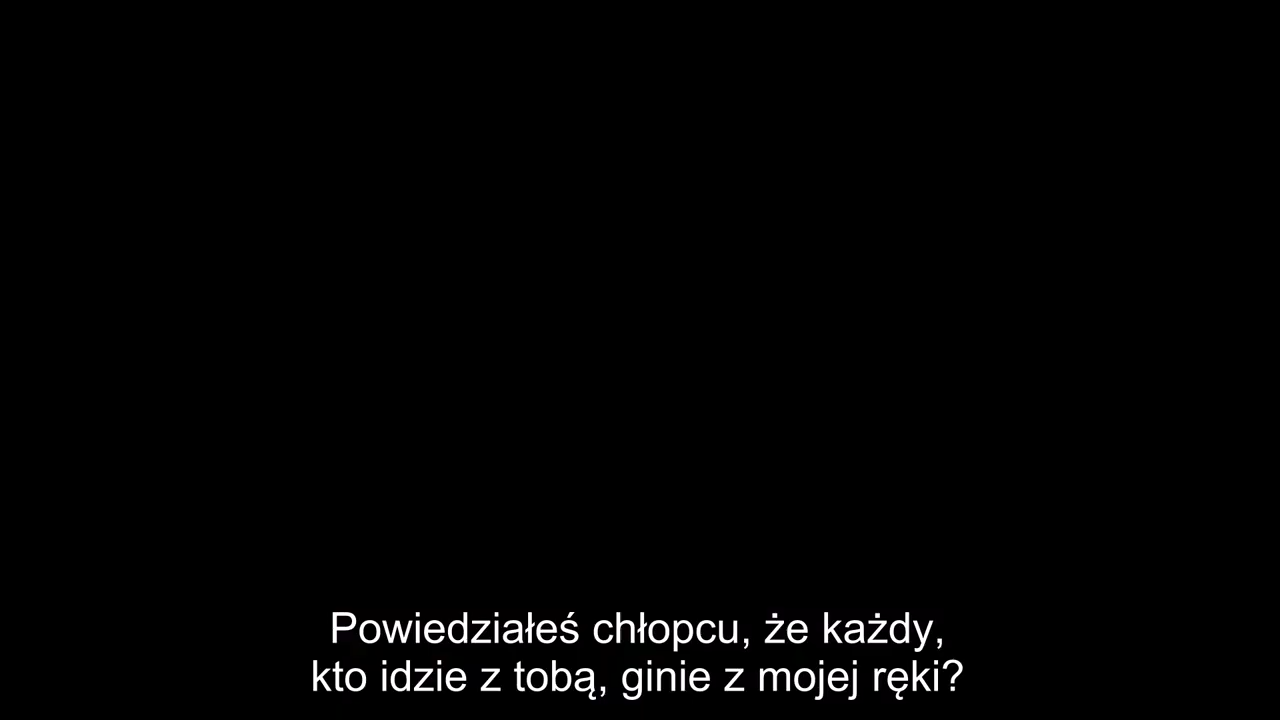 Powiedziałeś chłopcu, że każdy,
kto idzie z tobą, ginie z mojej ręki?